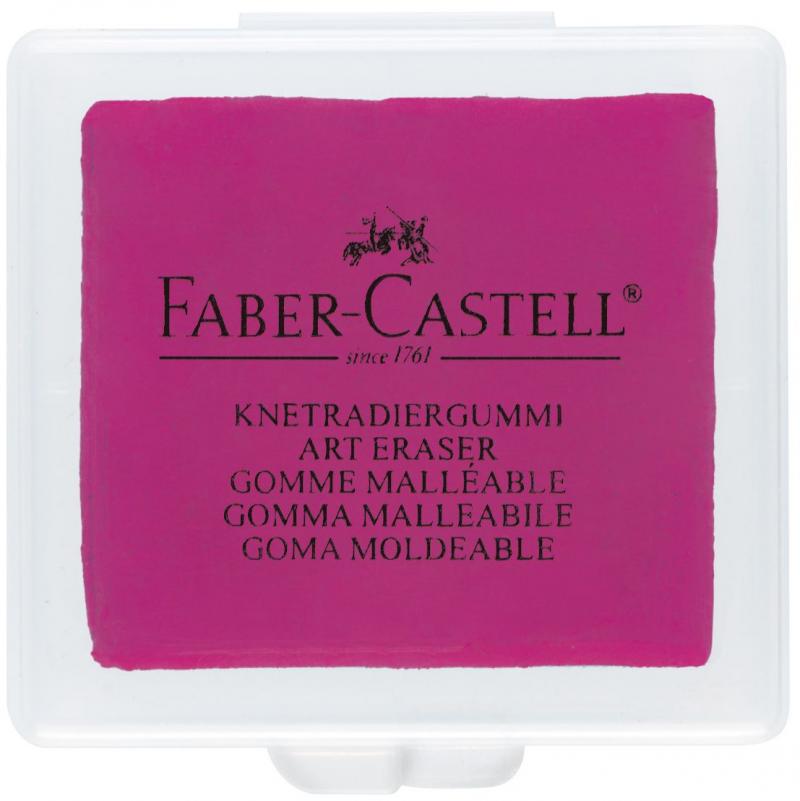 FABER-CASTELL®
since 1761
KNETRADIERGUMMI
ART ERASER
GOMME MALLÉABLE
GOMMA MALLEABILE
GOMA MOLDEABLE